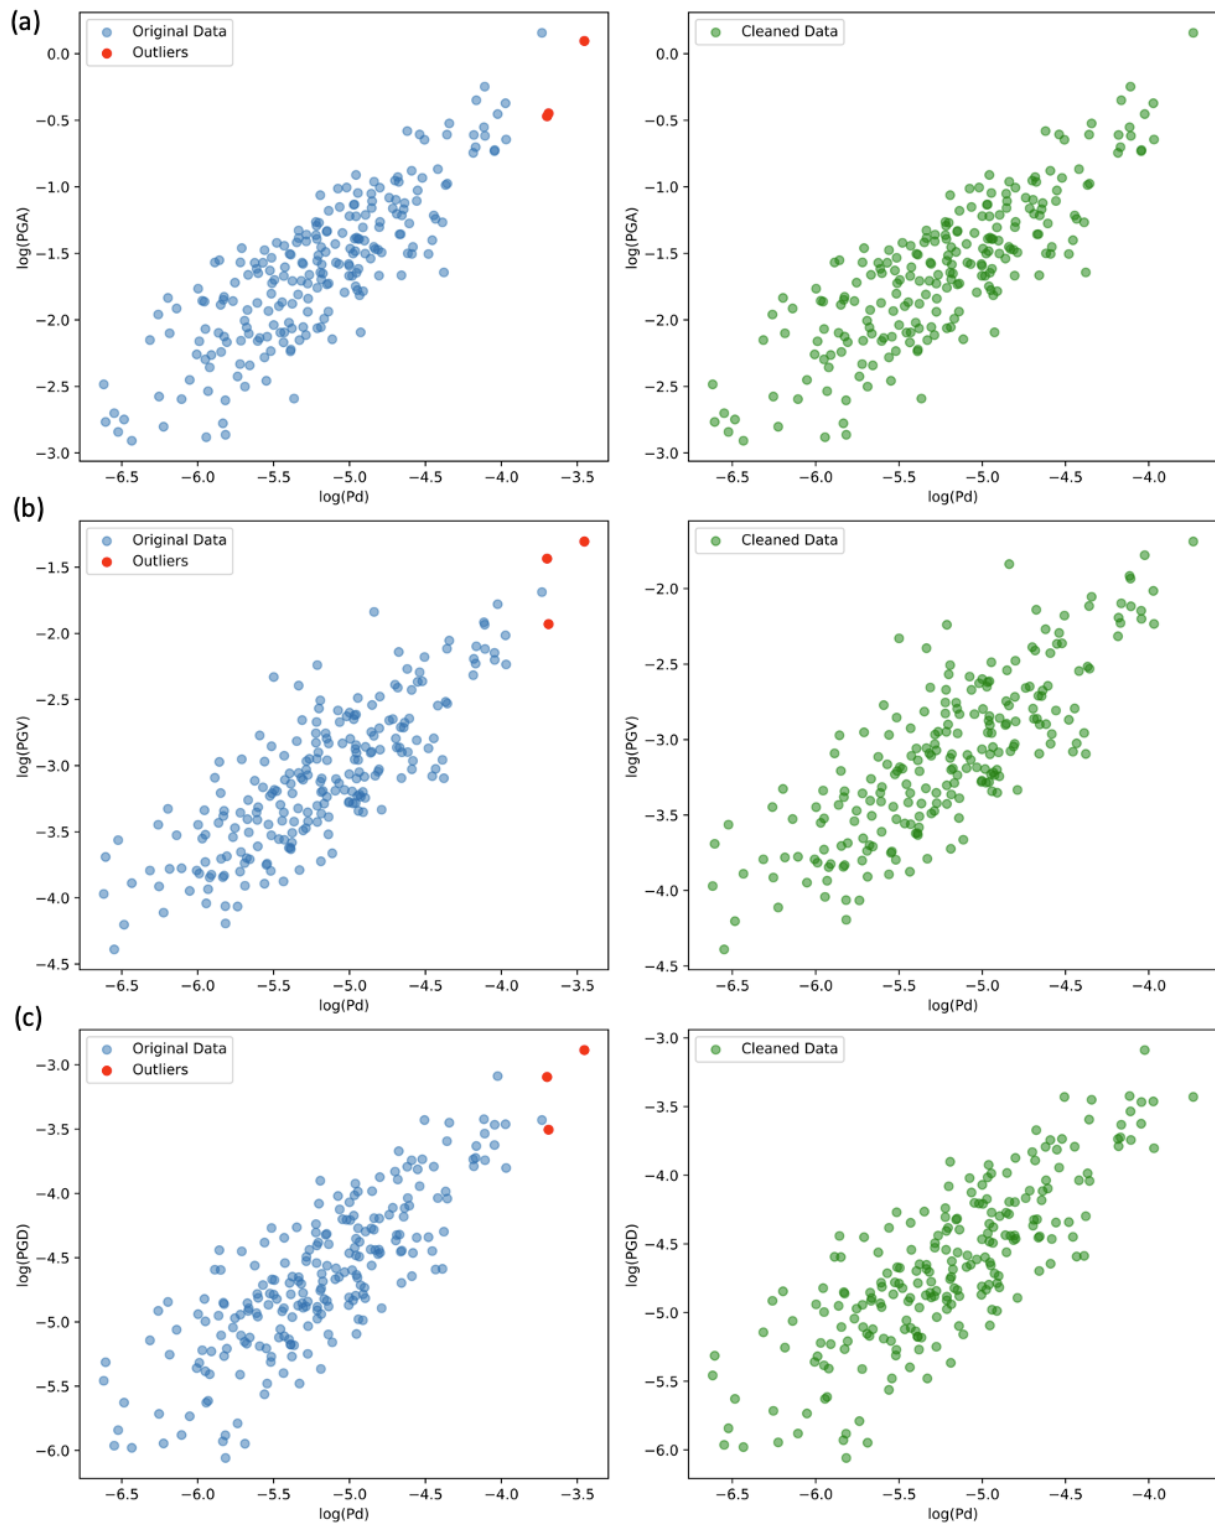 (a)
Original Data
Outliers
Cleaned Data
0.0
−0.5
−1.0
−1.5
−2.0
−2.5
−3.0
log(PGA)
−6.5 −6.0 −5.5 −5.0 −4.5 −4.0 −3.5
log(Pd)
0.0
−0.5
−1.0
−1.5
−2.0
−2.5
−3.0
log(PGA)
−6.5 −6.0 −5.5 −5.0 −4.5 −4.0
log(Pd)
(b)
Original Data
Outliers
Cleaned Data
−1.5
−2.0
−2.5
−3.0
−3.5
−4.0
−4.5
log(PGV)
−6.5 −6.0 −5.5 −5.0 −4.5 −4.0 −3.5
log(Pd)
−2.0
−2.5
−3.0
−3.5
−4.0
−4.5
log(PGV)
−6.5 −6.0 −5.5 −5.0 −4.5 −4.0
log(Pd)
(c)
Original Data
Outliers
Cleaned Data
−3.0
−3.5
−4.0
−4.5
−5.0
−5.5
−6.0
log(PGD)
−6.5 −6.0 −5.5 −5.0 −4.5 −4.0 −3.5
log(Pd)
−3.0
−3.5
−4.0
−4.5
−5.0
−5.5
−6.0
log(PGD)
−6.5 −6.0 −5.5 −5.0 −4.5 −4.0
log(Pd)